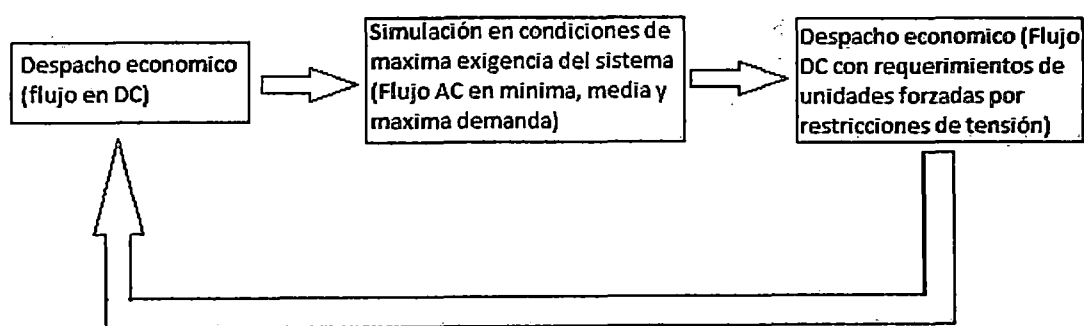 Despacho economico
(flujo en DC)
Simulación en condiciones de
maxima exigencia del sistema
(Flujo AC en minima, media y
maxima demanda)
Despacho economico (Flujo
DC con requerimientos de
unidades forzadas por
restricciones de tensión)